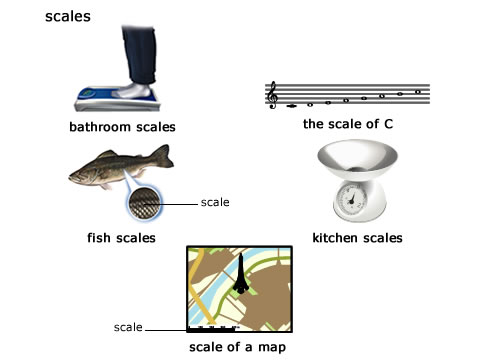 scales
bathroom scales
the scale of C
scale
fish scales
kitchen scales
scale
scale of a map